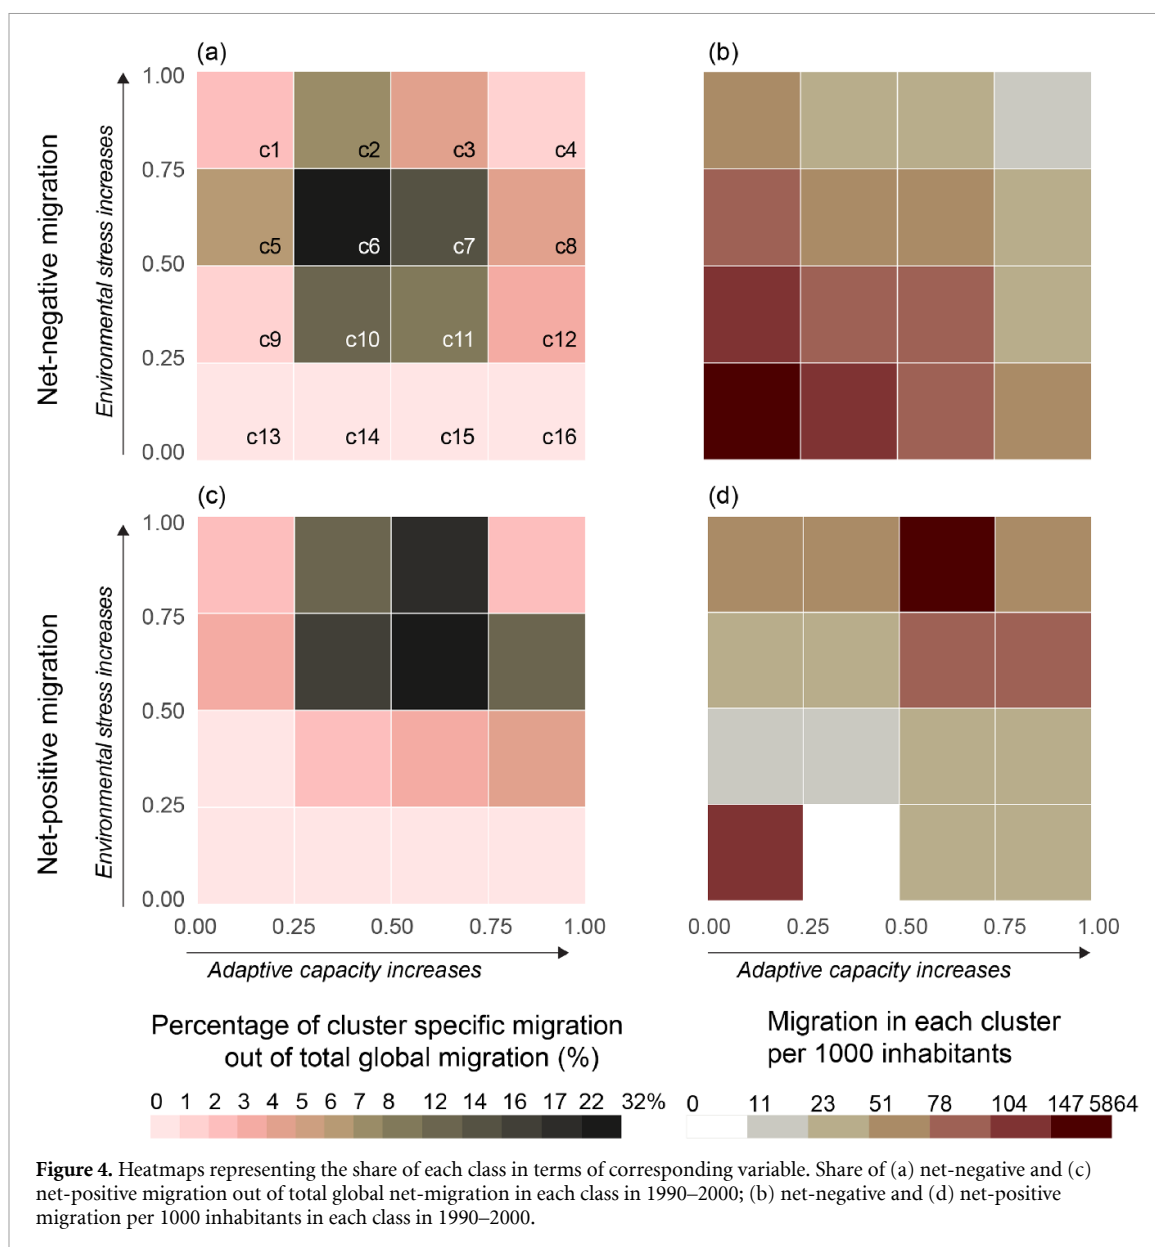 (a)
(b)
Net-negative migration
Environmental stress increases
1.00
0.75
0.50
0.25
0.00
c1 c2 c3 c4
c5 c6 c7 c8
c9 c10 c11 c12
c13 c14 c15 c16
(c)
(d)
Net-positive migration
Environmental stress increases
1.00
0.75
0.50
0.25
0.00
0.00 0.25 0.50 0.75 1.00
Adaptive capacity increases
0.00 0.25 0.50 0.75 1.00
Adaptive capacity increases
Percentage of cluster specific migration
out of total global migration (%)
0 1 2 3 4 5 6 7 8 12 14 16 17 22 32%
Migration in each cluster
per 1000 inhabitants
0 11 23 51 78 104 147 5864
Figure 4. Heatmaps representing the share of each class in terms of corresponding variable. Share of (a) net-negative and (c)
net-positive migration out of total global net-migration in each class in 1990–2000; (b) net-negative and (d) net-positive
migration per 1000 inhabitants in each class in 1990–2000.